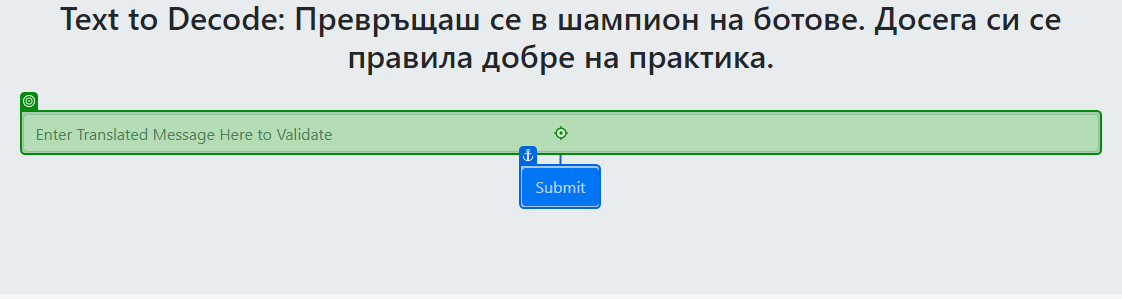 Text to Decode: Превръщаш се в шампион на ботове. Досега си се
правила добре на практика.
Enter Translated Message Here to Validate
Submit